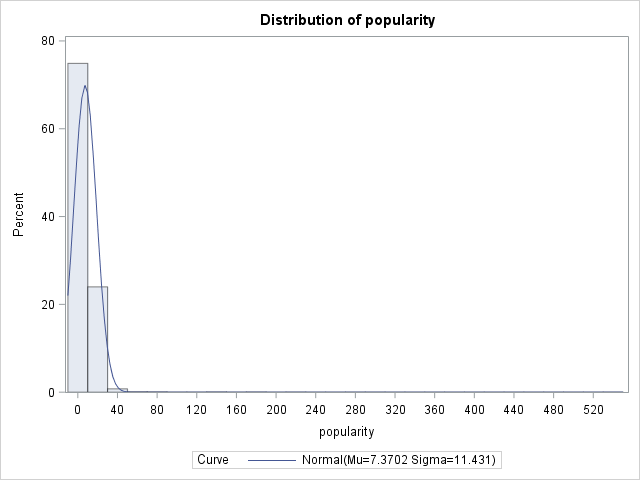 Distribution of popularity
80
60
40
20
0
Percent
0 40 80 120 160 200 240 280 320 360 400 440 480 520
popularity
Curve Normal(Mu=7.3702 Sigma=11.431)